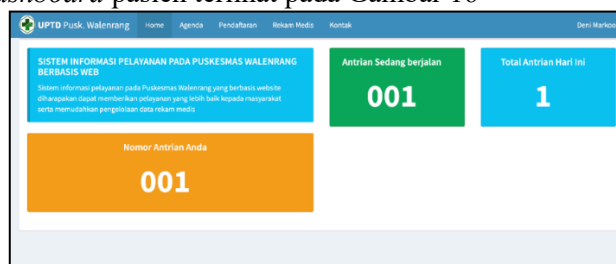 dashboard pasien terlihat pada Gambar 16
UPTD Pusk. Walenrang Home Agenda Pendaftaran Rekam Medis Kontak Deni Markoo
SISTEM INFORMASI PELAYANAN PADA PUSKESMAS WALENRANG
BERBASIS WEB
Sistem informasi pelayanan pada Puskesmas Walenrang yang berbasis website
diharapakan dapat memberikan pelayanan yang lebih baik kepada masyarakat
serta memudahkan pengelolaan data rekam medis
Antrian Sedang berjalan
001
Total Antrian Hari Ini
1
Nomor Antrian Anda
001